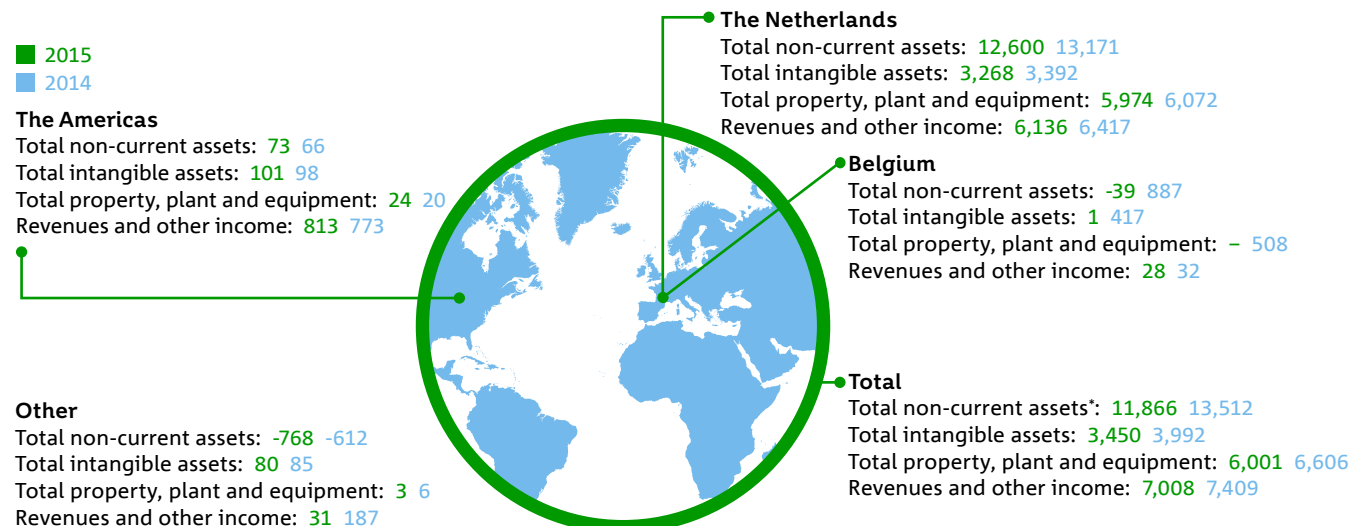 2015
2014
The Americas
Total non-current assets: 73 66
Total intangible assets: 101 98
Total property, plant and equipment: 24 20
Revenues and other income: 813 773
Other
Total non-current assets: -768 -612
Total intangible assets: 80 85
Total property, plant and equipment: 3 6
Revenues and other income: 31 187
The Netherlands
Total non-current assets: 12,600 13,171
Total intangible assets: 3,268 3,392
Total property, plant and equipment: 5,974 6,072
Revenues and other income: 6,136 6,417
Belgium
Total non-current assets: -39 887
Total intangible assets: 1 417
Total property, plant and equipment: – 508
Revenues and other income: 28 32
Total
Total non-current assets*: 11,866 13,512
Total intangible assets: 3,450 3,992
Total property, plant and equipment: 6,001 6,606
Revenues and other income: 7,008 7,409